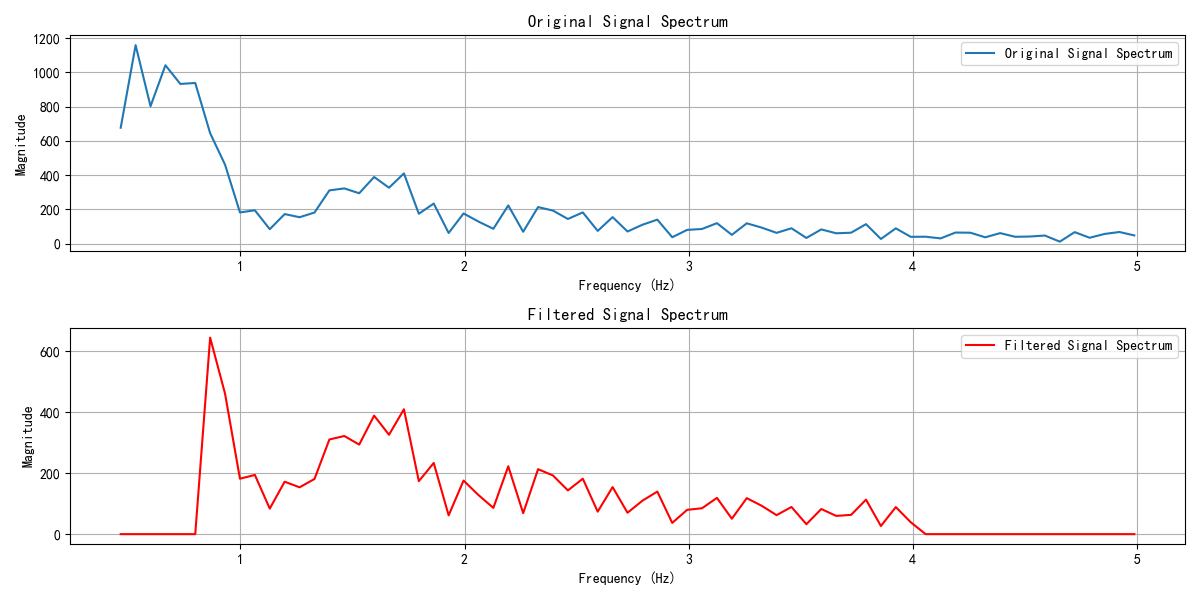 Original Signal Spectrum
1200
1000
800
600
400
200
0
Magnitude
Original Signal Spectrum
1 2 3 4 5
Frequency (Hz)
Filtered Signal Spectrum
600
400
200
0
Magnitude
Filtered Signal Spectrum
1 2 3 4 5
Frequency (Hz)